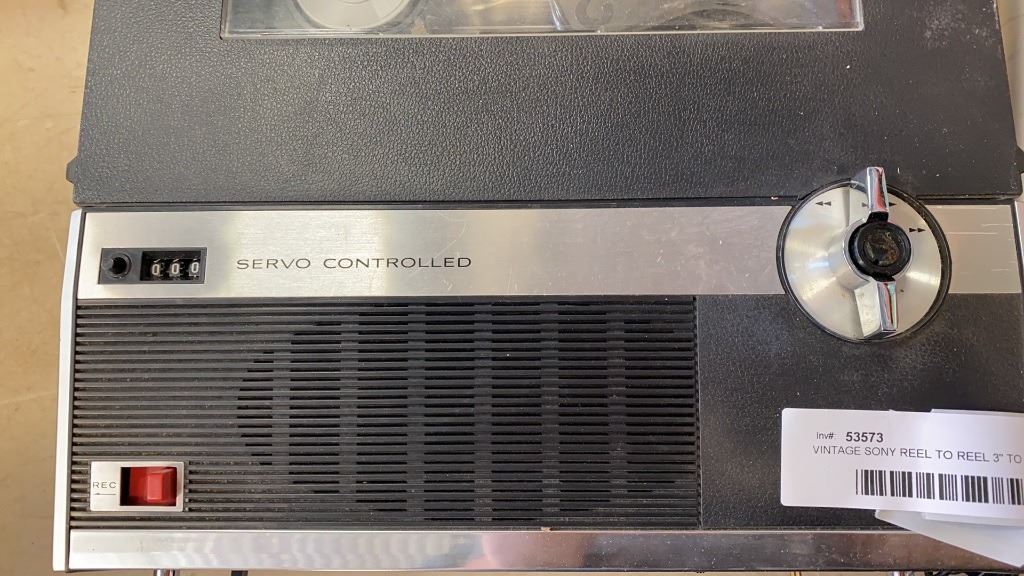 000
SERVO CONTROLLED
REC
Inv#: 53573
VINTAGE SONY REEL TO REEL 3" TO